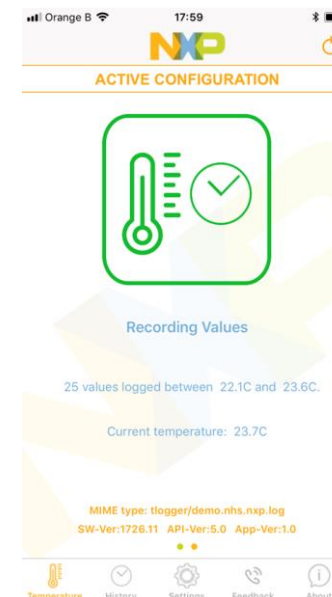 Orange B 17:59
NXP
ACTIVE CONFIGURATION
Recording Values
25 values logged between 22.1C and 23.6C.
Current temperature: 23.7C
MIME type: tlogger/demo.nhs.nxp.log
SW-Ver:1726.11 API-Ver:5.0 App-Ver:1.0
Temperature History Settings Feedback About